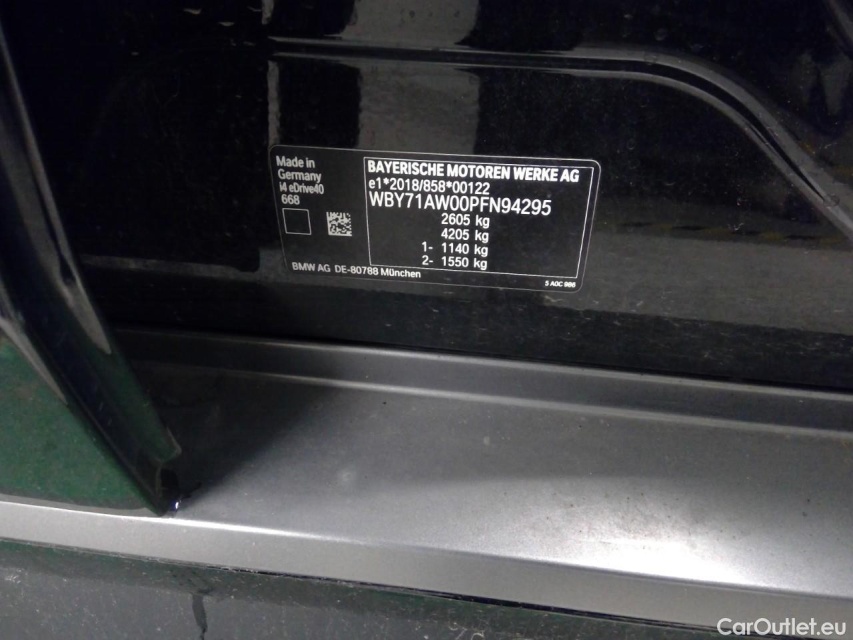 Made in
Germany
i4 eDrive40
668
BAYERISCHE MOTOREN WERKE AG
e1*2018/858*00122
WBY71AW00PFN94295
2605 kg
4205 kg
1- 1140 kg
2- 1550 kg
BMW AG DE-80788 München
5 A0C 986
CarOutlet.eu